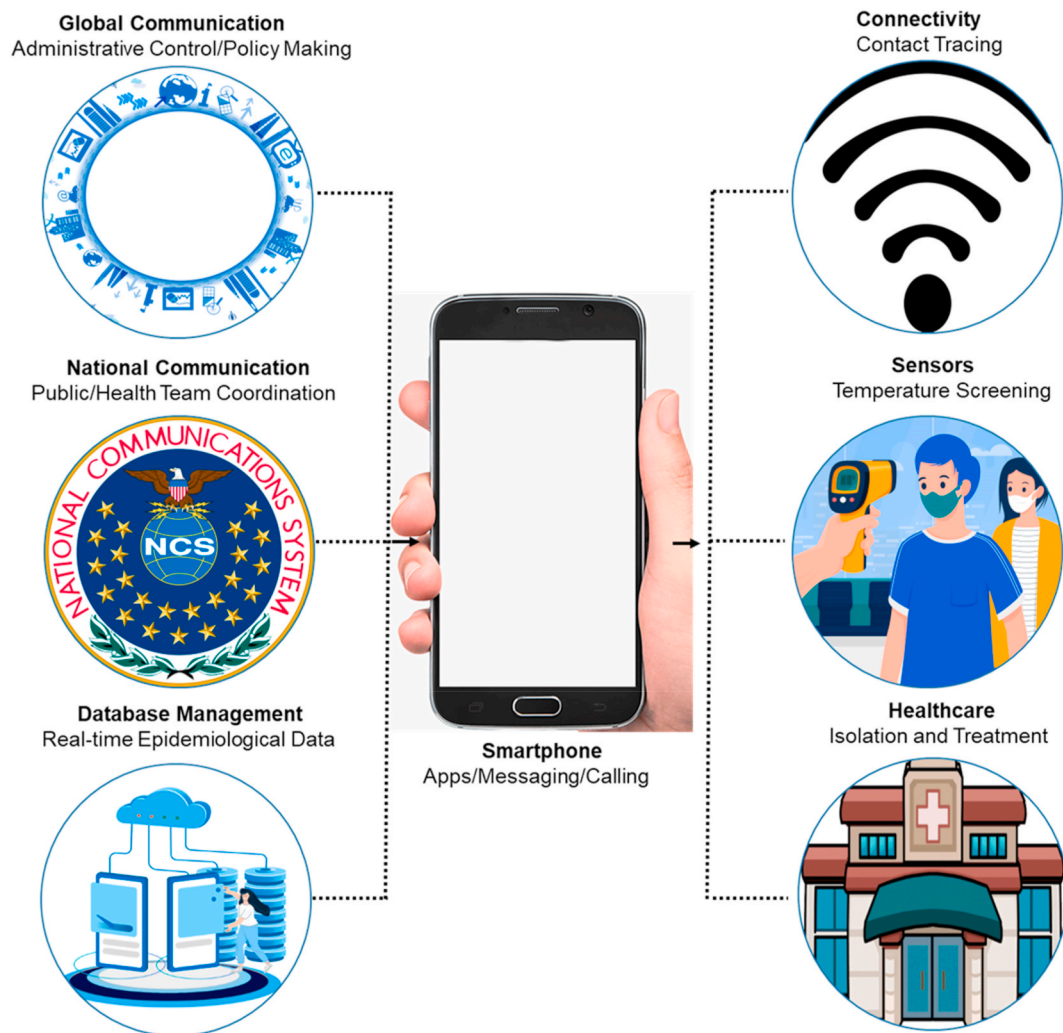 Global Communication
Administrative Control/Policy Making
National Communication
Public/Health Team Coordination
NATIONAL COMMUNICATIONS SYSTEM
NCS
Database Management
Real-time Epidemiological Data
Smartphone
Apps/Messaging/Calling
Connectivity
Contact Tracing
Sensors
Temperature Screening
Healthcare
Isolation and Treatment